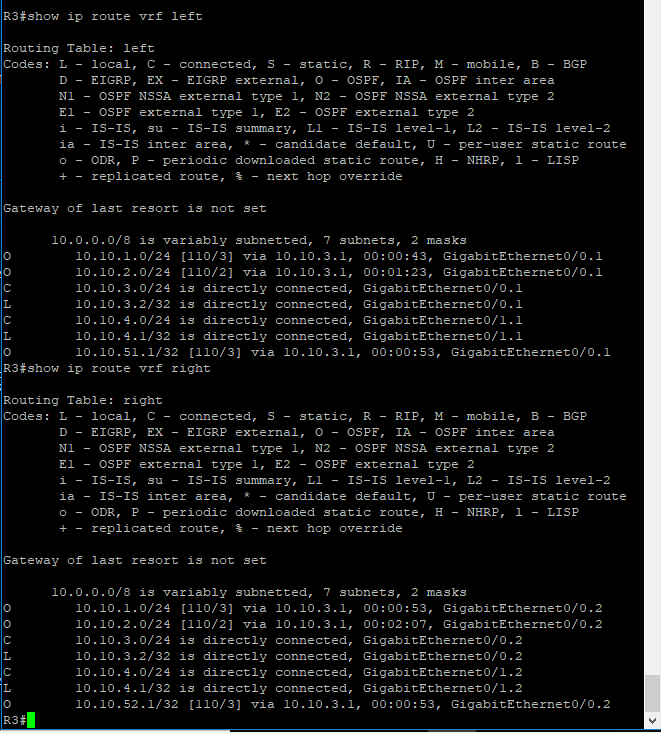 R3#show ip route vrf left
Routing Table: left
Codes: L - local, C - connected, S - static, R - RIP, M - mobile, B - BGP
D - EIGRP, EX - EIGRP external, O - OSPF, IA - OSPF inter area
N1 - OSPF NSSA external type 1, N2 - OSPF NSSA external type 2
E1 - OSPF external type 1, E2 - OSPF external type 2
i - IS-IS, su - IS-IS summary, L1 - IS-IS level-1, L2 - IS-IS level-2
ia - IS-IS inter area, * - candidate default, U - per-user static route
o - ODR, P - periodic downloaded static route, H - NHRP, l - LISP
+ - replicated route, % - next hop override
Gateway of last resort is not set
10.0.0.0/8 is variably subnetted, 7 subnets, 2 masks
O 10.10.1.0/24 [110/3] via 10.10.3.1, 00:00:43, GigabitEthernet0/0.1
O 10.10.2.0/24 [110/2] via 10.10.3.1, 00:01:23, GigabitEthernet0/0.1
C 10.10.3.0/24 is directly connected, GigabitEthernet0/0.1
L 10.10.3.2/32 is directly connected, GigabitEthernet0/0.1
C 10.10.4.0/24 is directly connected, GigabitEthernet0/1.1
L 10.10.4.1/32 is directly connected, GigabitEthernet0/1.1
O 10.10.51.1/32 [110/3] via 10.10.3.1, 00:00:53, GigabitEthernet0/0.1
R3#show ip route vrf right
Routing Table: right
Codes: L - local, C - connected, S - static, R - RIP, M - mobile, B - BGP
D - EIGRP, EX - EIGRP external, O - OSPF, IA - OSPF inter area
N1 - OSPF NSSA external type 1, N2 - OSPF NSSA external type 2
E1 - OSPF external type 1, E2 - OSPF external type 2
i - IS-IS, su - IS-IS summary, L1 - IS-IS level-1, L2 - IS-IS level-2
ia - IS-IS inter area, * - candidate default, U - per-user static route
o - ODR, P - periodic downloaded static route, H - NHRP, l - LISP
+ - replicated route, % - next hop override
Gateway of last resort is not set
10.0.0.0/8 is variably subnetted, 7 subnets, 2 masks
O 10.10.1.0/24 [110/3] via 10.10.3.1, 00:00:53, GigabitEthernet0/0.2
O 10.10.2.0/24 [110/2] via 10.10.3.1, 00:02:07, GigabitEthernet0/0.2
C 10.10.3.0/24 is directly connected, GigabitEthernet0/0.2
L 10.10.3.2/32 is directly connected, GigabitEthernet0/0.2
C 10.10.4.0/24 is directly connected, GigabitEthernet0/1.2
L 10.10.4.1/32 is directly connected, GigabitEthernet0/1.2
O 10.10.52.1/32 [110/3] via 10.10.3.1, 00:00:53, GigabitEthernet0/0.2
R3#